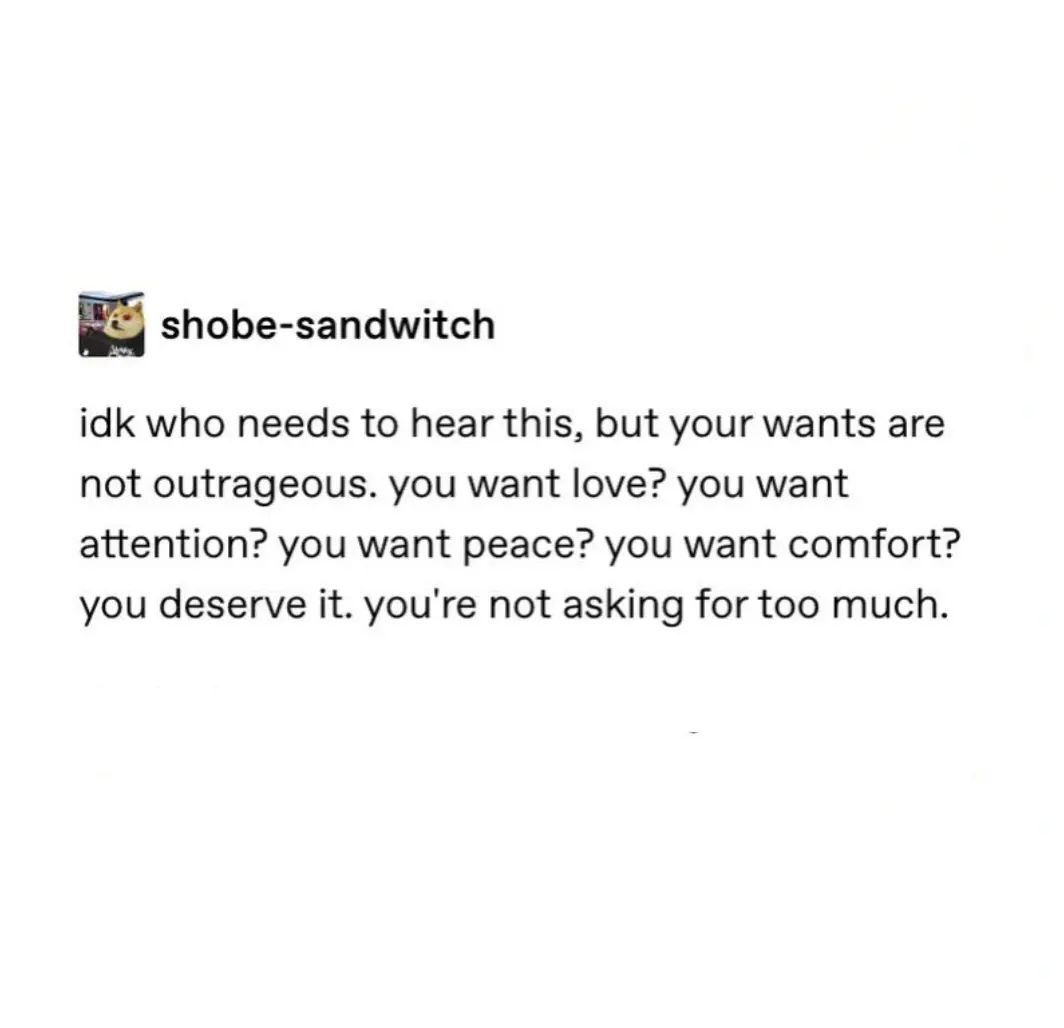 shobe-sandwitch
idk who needs to hear this, but your wants are
not outrageous. you want love? you want
attention? you want peace? you want comfort?
you deserve it. you're not asking for too much.